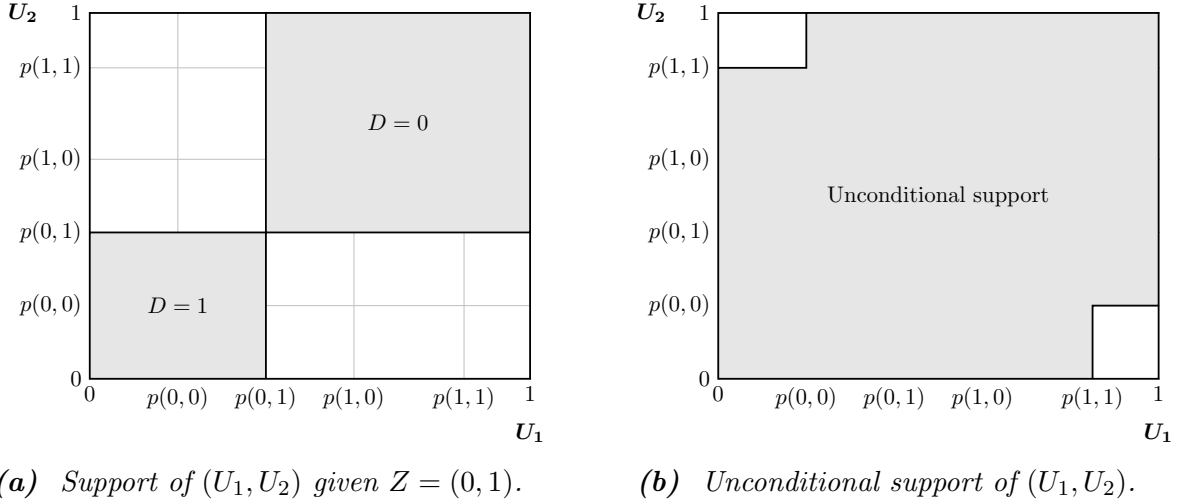 U₂
1
p(1, 1)
p(1, 0)
p(0, 1)
p(0, 0)
0
D = 0
D = 1
0 p(0, 0) p(0, 1) p(1, 0) p(1, 1) 1
U₁
(a) Support of (U₁, U₂) given Z = (0, 1).
U₂
1
p(1, 1)
p(1, 0)
p(0, 1)
p(0, 0)
0
Unconditional support
0 p(0, 0) p(0, 1) p(1, 0) p(1, 1) 1
U₁
(b) Unconditional support of (U₁, U₂).